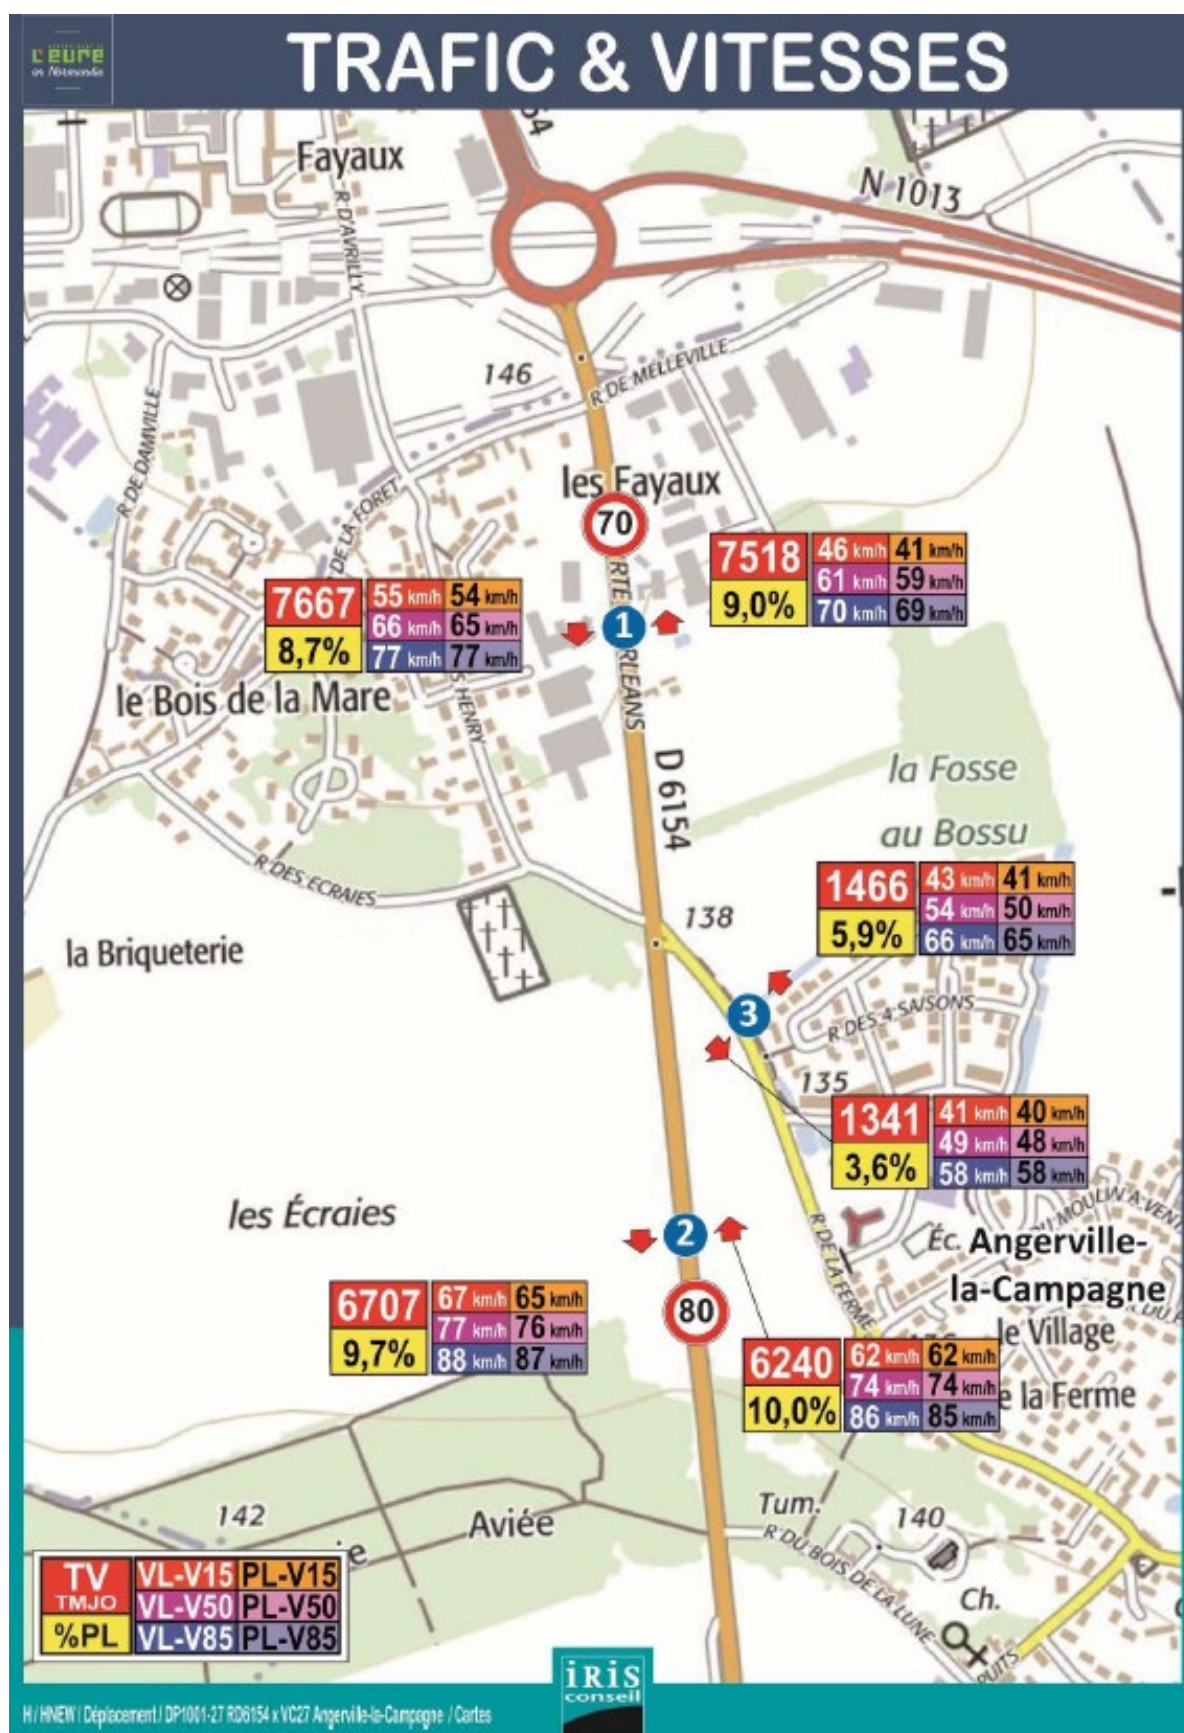 L'EURE
en Normandie
TRAFIC & VITESSES
Fayaux
N 1013
R D'AVRILLY
146
R DE MELLEVILLE
R DE DAMVILLE
DE LA FORET
les Fayaux
70
7518 46 km/h 41 km/h
61 km/h 59 km/h
9,0% 70 km/h 69 km/h
7667 55 km/h 54 km/h
66 km/h 65 km/h
8,7% 77 km/h 77 km/h
1
RTE
RLEANS
le Bois de la Mare
S HENRY
D 6154
la Fosse
au Bossu
R DES ECRAIES
1466 43 km/h 41 km/h
54 km/h 50 km/h
5,9% 66 km/h 65 km/h
138
la Briqueterie
3
R DES 4 SAISONS
135
1341 41 km/h 40 km/h
49 km/h 48 km/h
3,6% 58 km/h 58 km/h
les Écraies
2
R DE LA FERME
Éc.
U MOULIN A VENT
Angerville-
la-Campagne
DU P
80
6707 67 km/h 65 km/h
77 km/h 76 km/h
9,7% 88 km/h 87 km/h
le Village
6240 62 km/h 62 km/h
74 km/h 74 km/h
10,0% 86 km/h 85 km/h
e la Ferme
142
Aviée
Tum.
140
R DU BOIS DE LA LUNE
Ch.
PUITS
ie
TV VL-V15 PL-V15
TMJO VL-V50 PL-V50
%PL VL-V85 PL-V85
iRiS
conseil
H / HNEW / Déplacement / DP1001-27 RD6154 x VC27 Angerville-la-Campagne / Cartes